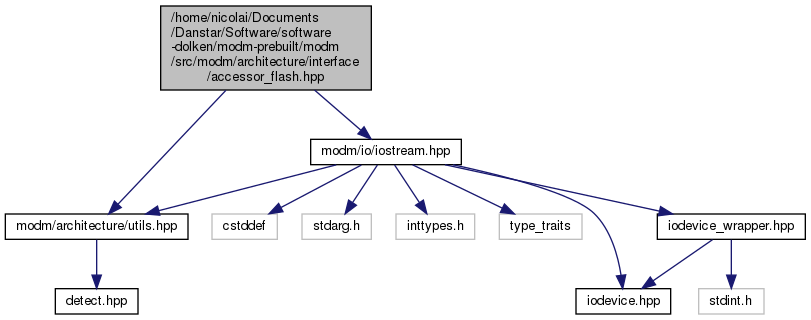 /home/nicolai/Documents
/Danstar/Software/software
-dolken/modm-prebuilt/modm
/src/modm/architecture/interface
/accessor_flash.hpp
modm/io/iostream.hpp
modm/architecture/utils.hpp
cstddef
stdarg.h
inttypes.h
type_traits
iodevice_wrapper.hpp
detect.hpp
iodevice.hpp
stdint.h